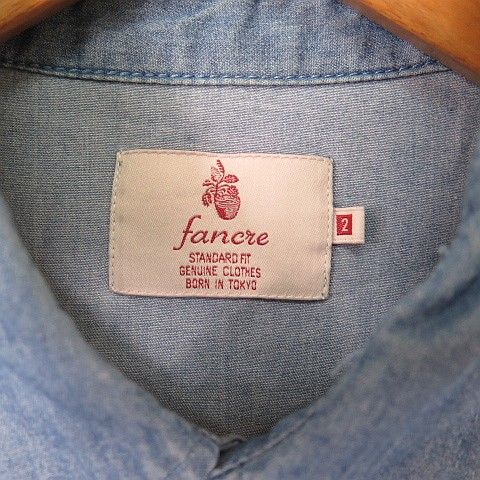 fancre
2
STANDARD FIT
GENUINE CLOTHES
BORN IN TOKYO